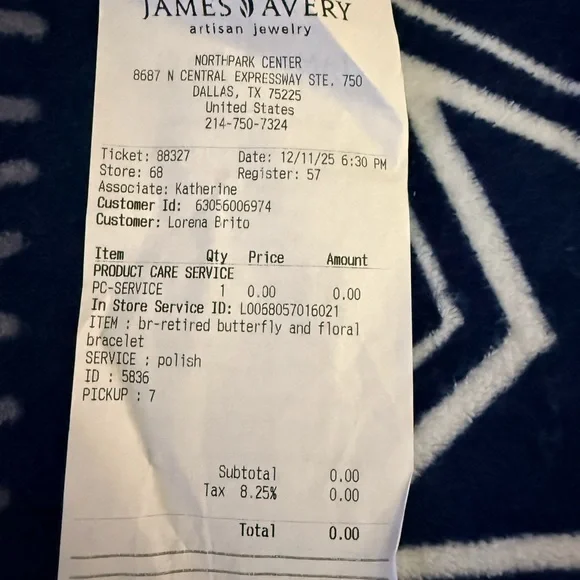 JAMES AVERY
artisan jewelry
NORTHPARK CENTER
8687 N CENTRAL EXPRESSWAY STE. 750
DALLAS, TX 75225
United States
214-750-7324
Ticket: 88327 Date: 12/11/25 6:30 PM
Store: 68 Register: 57
Associate: Katherine
Customer Id: 63056006974
Customer: Lorena Brito
Item Qty Price Amount
PRODUCT CARE SERVICE
PC-SERVICE 1 0.00 0.00
In Store Service ID: L0068057016021
ITEM : br-retired butterfly and floral
bracelet
SERVICE : polish
ID : 5836
PICKUP : 7
Subtotal 0.00
Tax 8.25% 0.00
Total 0.00